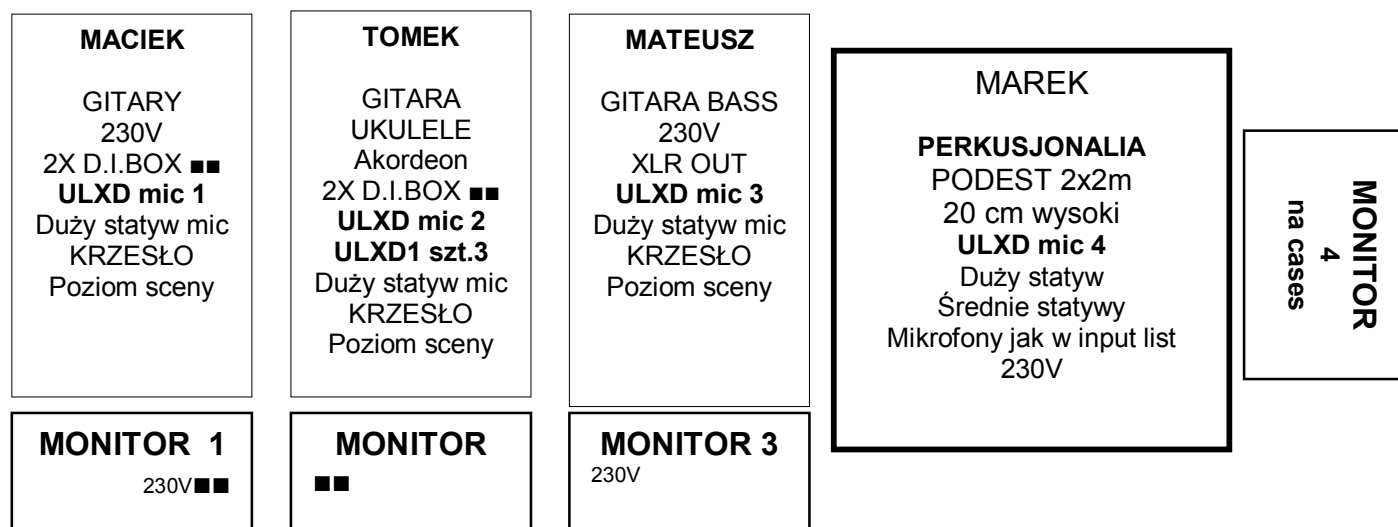 MACIEK
GITARY
230V
2X D.I.BOX ■■
ULXD mic 1
Duży statyw mic
KRZESŁO
Poziom sceny
TOMEK
GITARA
UKULELE
Akordeon
2X D.I.BOX ■■
ULXD mic 2
ULXD1 szt.3
Duży statyw mic
KRZESŁO
Poziom sceny
MATEUSZ
GITARA BASS
230V
XLR OUT
ULXD mic 3
Duży statyw mic
KRZESŁO
Poziom sceny
MAREK
PERKUSJONALIA
PODEST 2x2m
20 cm wysoki
ULXD mic 4
Duży statyw
Średnie statywy
Mikrofony jak w input list
230V
MONITOR
4
na cases
MONITOR 1
230V■■
MONITOR
■■
MONITOR 3
230V